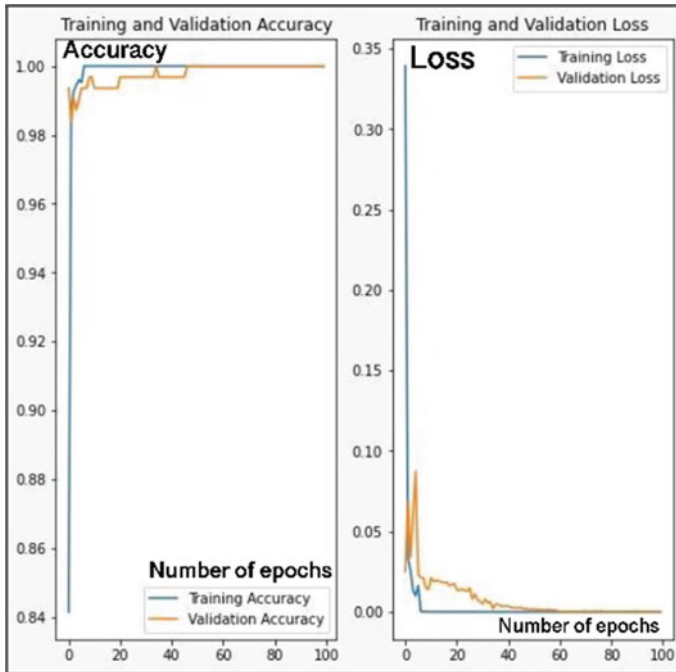 Training and Validation Accuracy
Accuracy
1.00
0.98
0.96
0.94
0.92
0.90
0.88
0.86
0.84
Number of epochs
Training Accuracy
Validation Accuracy
0 20 40 60 80 100
Training and Validation Loss
Loss
Training Loss
Validation Loss
0.35
0.30
0.25
0.20
0.15
0.10
0.05
0.00
Number of epochs
0 20 40 60 80 100